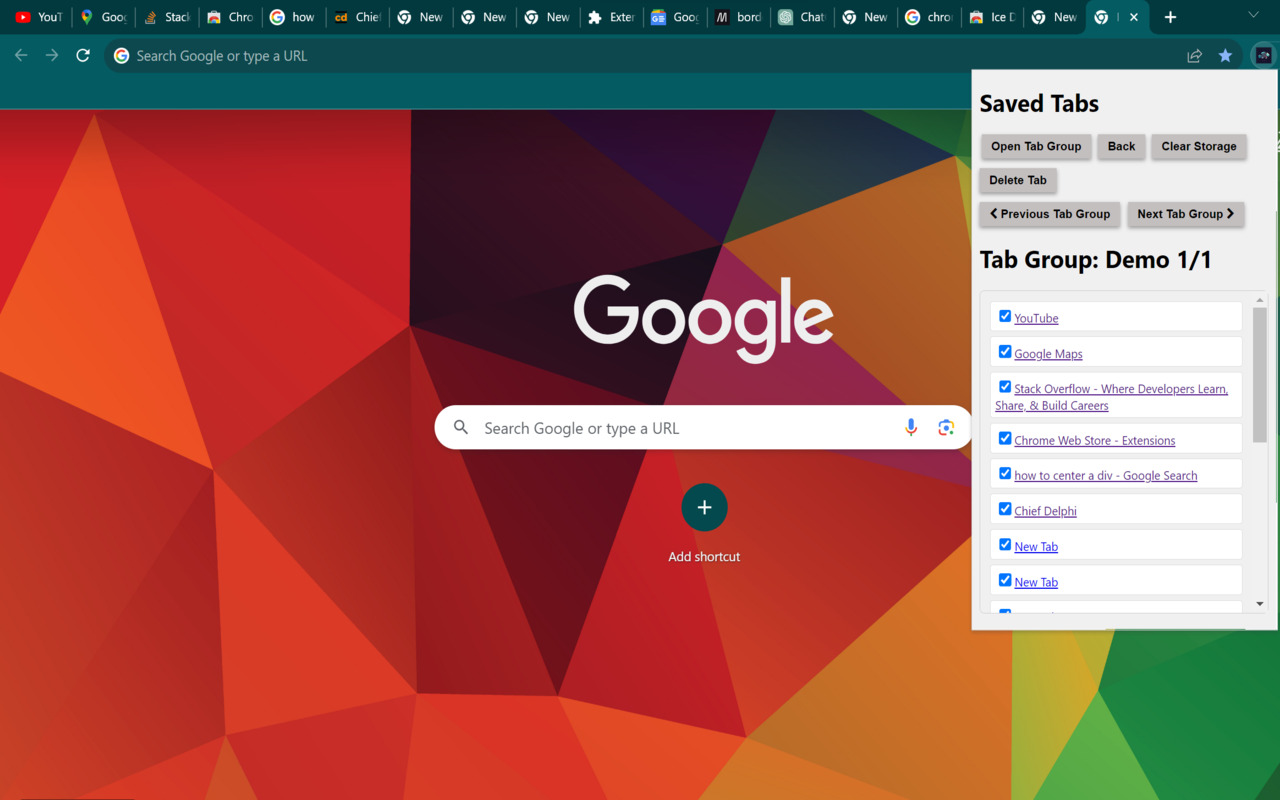 YouT
Goog
Stack
Chro
how
cd Chief
New
New
New
Exter
Goog
M bord
Chat
New
chro
Ice D
New
Search Google or type a URL
Saved Tabs
Open Tab Group
Back
Clear Storage
Delete Tab
Previous Tab Group
Next Tab Group
Tab Group: Demo 1/1
YouTube
Google Maps
Stack Overflow - Where Developers Learn,
Share, & Build Careers
Chrome Web Store - Extensions
how to center a div - Google Search
Chief Delphi
New Tab
New Tab
Google
Search Google or type a URL
Add shortcut